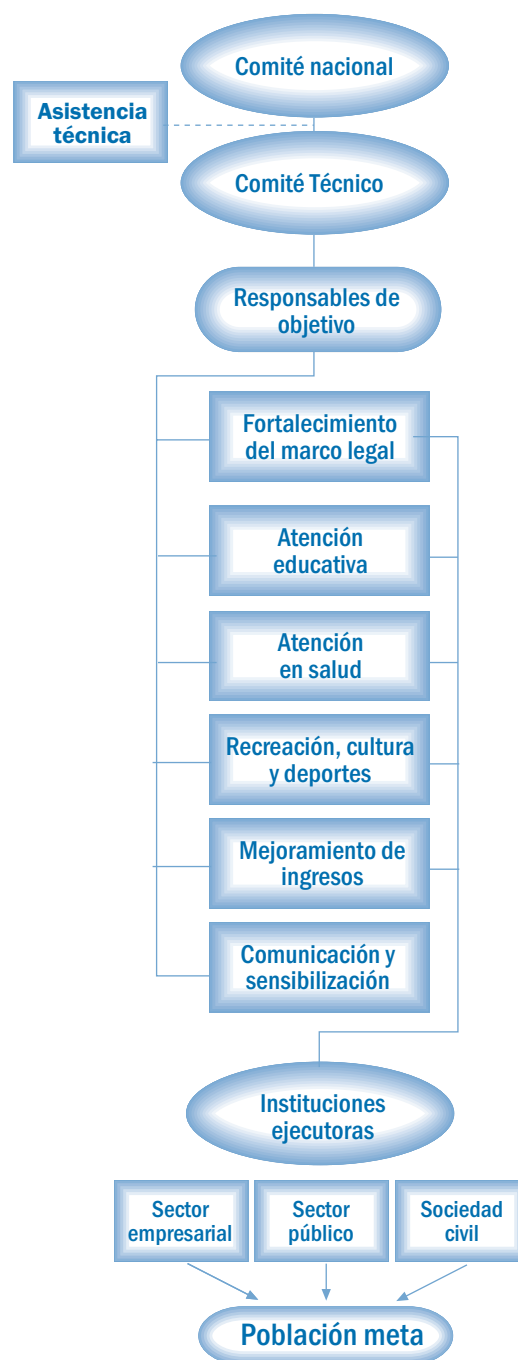 Comité nacional
Asistencia
técnica
Comité Técnico
Responsables de
objetivo
Fortalecimiento
del marco legal
Atención
educativa
Atención
en salud
Recreación, cultura
y deportes
Mejoramiento de
ingresos
Comunicación y
sensibilización
Instituciones
ejecutoras
Sector
empresarial
Sector
público
Sociedad
civil
Población meta